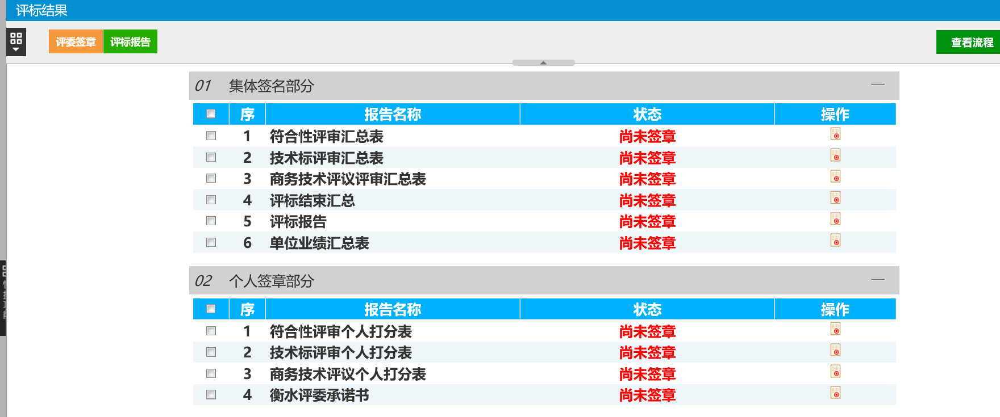 评标结果
评委签章 评标报告 查看流程
01 集体签名部分
序 报告名称 状态 操作
1 符合性评审汇总表 尚未签章
2 技术标评审汇总表 尚未签章
3 商务技术评议评审汇总表 尚未签章
4 评标结束汇总 尚未签章
5 评标报告 尚未签章
6 单位业绩汇总表 尚未签章
02 个人签章部分
序 报告名称 状态 操作
1 符合性评审个人打分表 尚未签章
2 技术标评审个人打分表 尚未签章
3 商务技术评议个人打分表 尚未签章
4 衡水评委承诺书 尚未签章